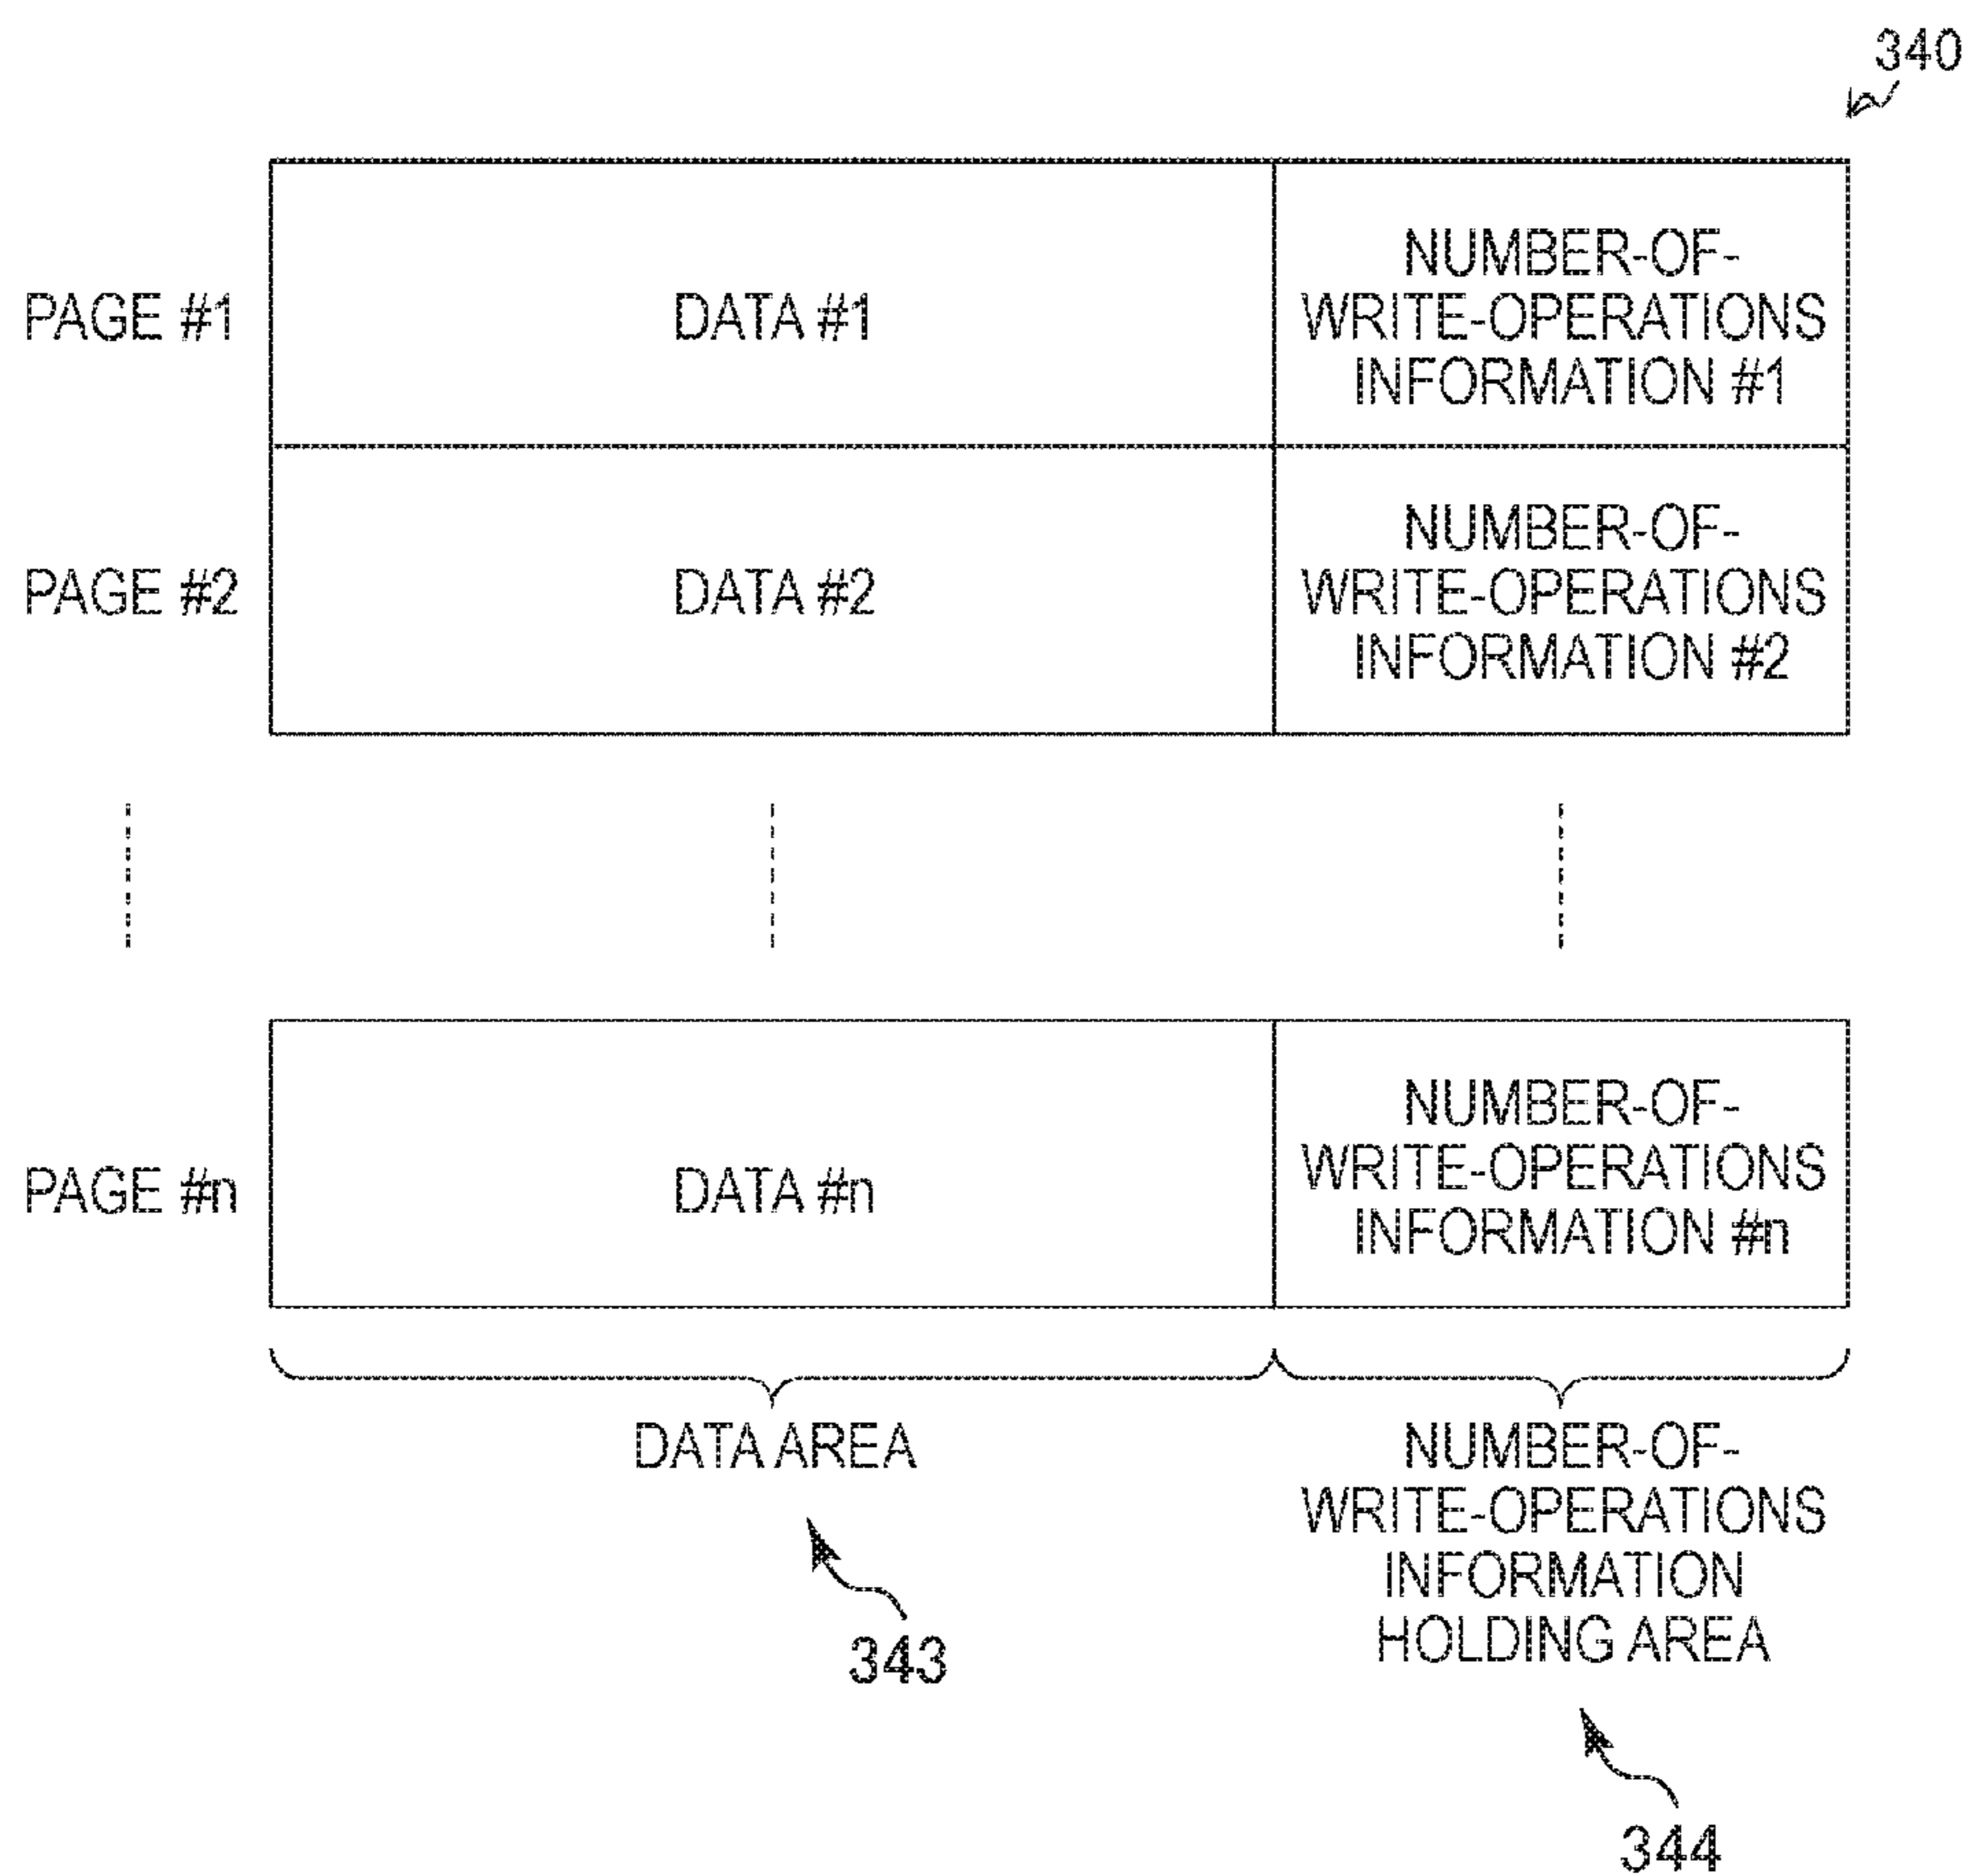 340
NUMBER-OF-
PAGE #1 DATA #1 WRITE-OPERATIONS
INFORMATION #1
NUMBER-OF-
PAGE #2 DATA #2 WRITE-OPERATIONS
INFORMATION #2
NUMBER-OF-
PAGE #n DATA #n WRITE-OPERATIONS
INFORMATION #n
DATA AREA
343
NUMBER-OF-
WRITE-OPERATIONS
INFORMATION
HOLDING AREA
344